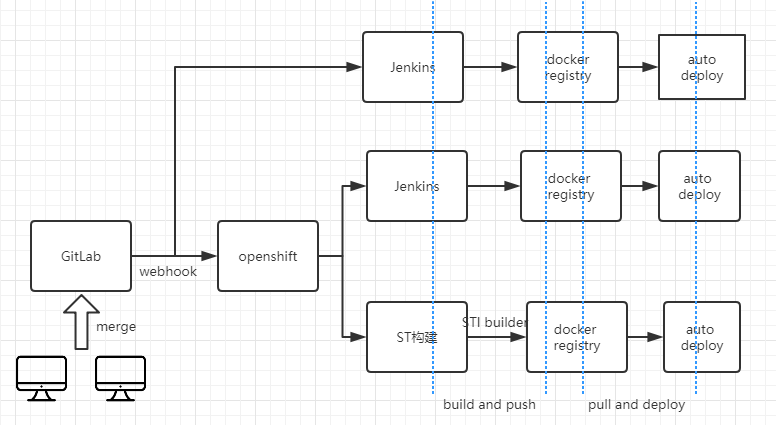 Jenkins
docker
registry
auto
deploy
Jenkins
docker
registry
auto
deploy
GitLab
webhook
openshift
merge
ST构建
STI builder
docker
registry
auto
deploy
build and push
pull and deploy